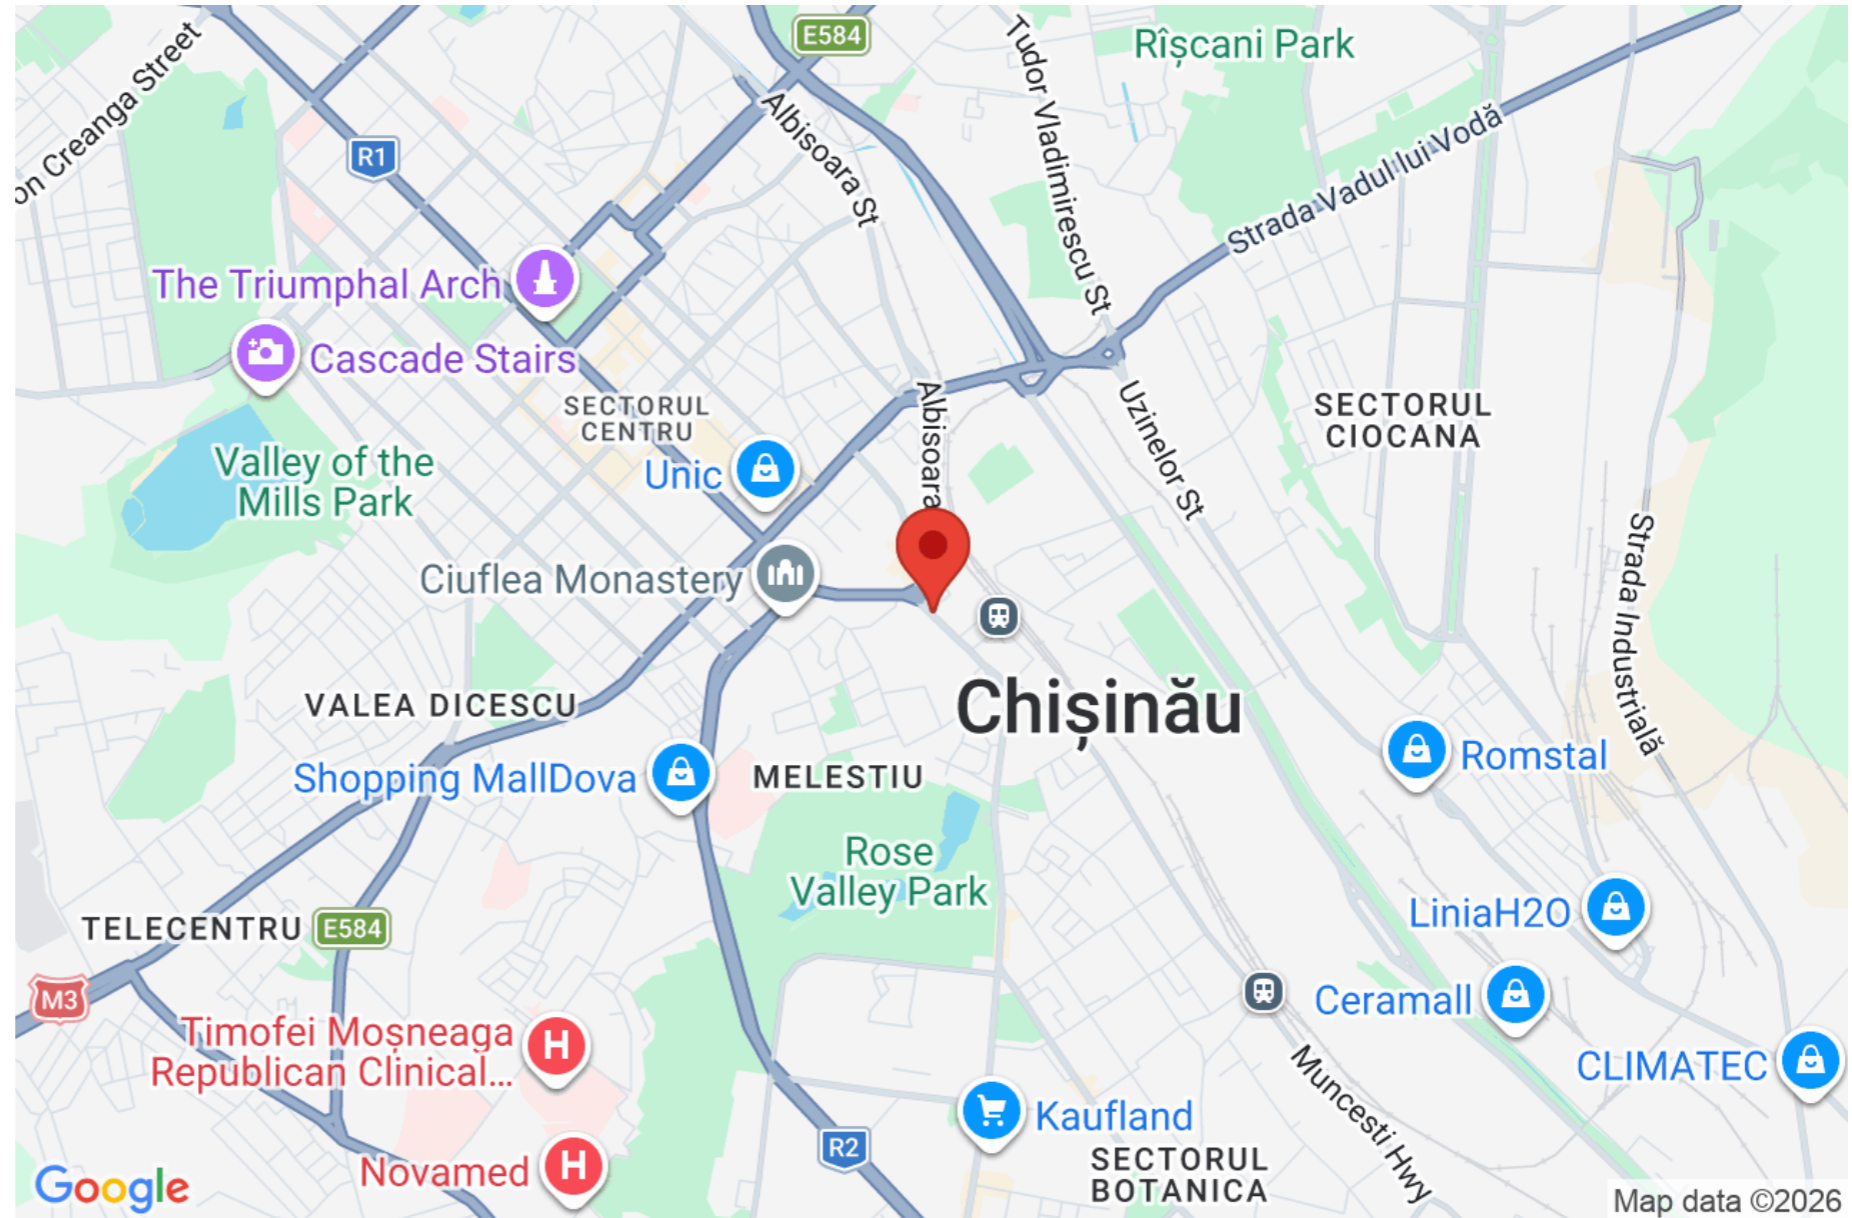 E584
Rîșcani Park
on Creanga Street
Tudor Vladimirescu St
R1
Albisoara St
Strada Vadul lui Vodă
The Triumphal Arch
Cascade Stairs
SECTORUL
CENTRU
Albisoara
Uzinelor St
SECTORUL
CIOCANA
Valley of the
Mills Park
Unic
Strada Industrială
Ciuflea Monastery
VALEA DICESCU
Chișinău
Shopping MallDova
MELESTIU
Romstal
Rose
Valley Park
TELECENTRU
E584
LiniaH2O
M3
Ceramall
Timofei Moșneaga
Republican Clinical...
H
CLIMATEC
Muncesti Hwy
Kaufland
R2
Novamed
H
SECTORUL
BOTANICA
Google
Map data ©2026